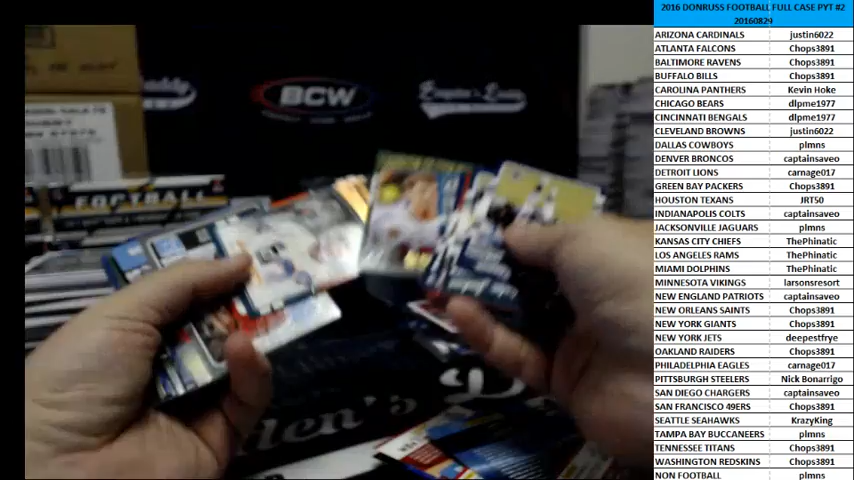 2016 DONRUSS FOOTBALL FULL CASE PYT #2
20160829
ARIZONA CARDINALS justin6022
ATLANTA FALCONS Chops3891
BALTIMORE RAVENS Chops3891
BUFFALO BILLS Chops3891
CAROLINA PANTHERS Kevin Hoke
CHICAGO BEARS dlpme1977
CINCINNATI BENGALS dlpme1977
CLEVELAND BROWNS justin6022
DALLAS COWBOYS plmns
DENVER BRONCOS captainsaveo
DETROIT LIONS carnage017
GREEN BAY PACKERS Chops3891
HOUSTON TEXANS JRT50
INDIANAPOLIS COLTS captainsaveo
JACKSONVILLE JAGUARS plmns
KANSAS CITY CHIEFS ThePhinatic
LOS ANGELES RAMS ThePhinatic
MIAMI DOLPHINS ThePhinatic
MINNESOTA VIKINGS larsonsresort
NEW ENGLAND PATRIOTS captainsaveo
NEW ORLEANS SAINTS Chops3891
NEW YORK GIANTS Chops3891
NEW YORK JETS deepestfrye
OAKLAND RAIDERS Chops3891
PHILADELPHIA EAGLES carnage017
PITTSBURGH STEELERS Nick Bonarrigo
SAN DIEGO CHARGERS captainsaveo
SAN FRANCISCO 49ERS Chops3891
SEATTLE SEAHAWKS KrazyKing
TAMPA BAY BUCCANEERS plmns
TENNESSEE TITANS Chops3891
WASHINGTON REDSKINS Chops3891
NON FOOTBALL plmns
BCW
FOOTBALL